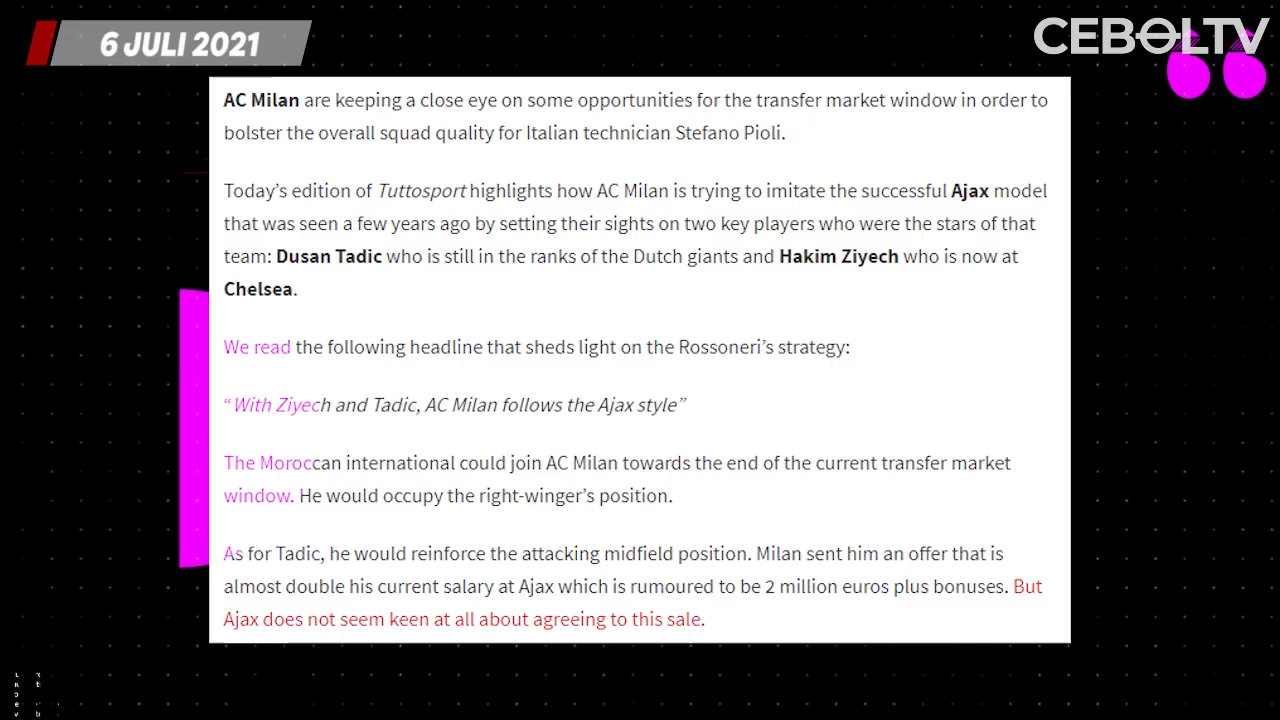 6 JULI 2021
CEBOLTV
AC Milan are keeping a close eye on some opportunities for the transfer market window in order to
bolster the overall squad quality for Italian technician Stefano Pioli.
Today’s edition of Tuttosport highlights how AC Milan is trying to imitate the successful Ajax model
that was seen a few years ago by setting their sights on two key players who were the stars of that
team: Dusan Tadic who is still in the ranks of the Dutch giants and Hakim Ziyech who is now at
Chelsea.
We read the following headline that sheds light on the Rossoneri’s strategy:
“With Ziyech and Tadic, AC Milan follows the Ajax style”
The Moroccan international could join AC Milan towards the end of the current transfer market
window. He would occupy the right-winger’s position.
As for Tadic, he would reinforce the attacking midfield position. Milan sent him an offer that is
almost double his current salary at Ajax which is rumoured to be 2 million euros plus bonuses. But
Ajax does not seem keen at all about agreeing to this sale.